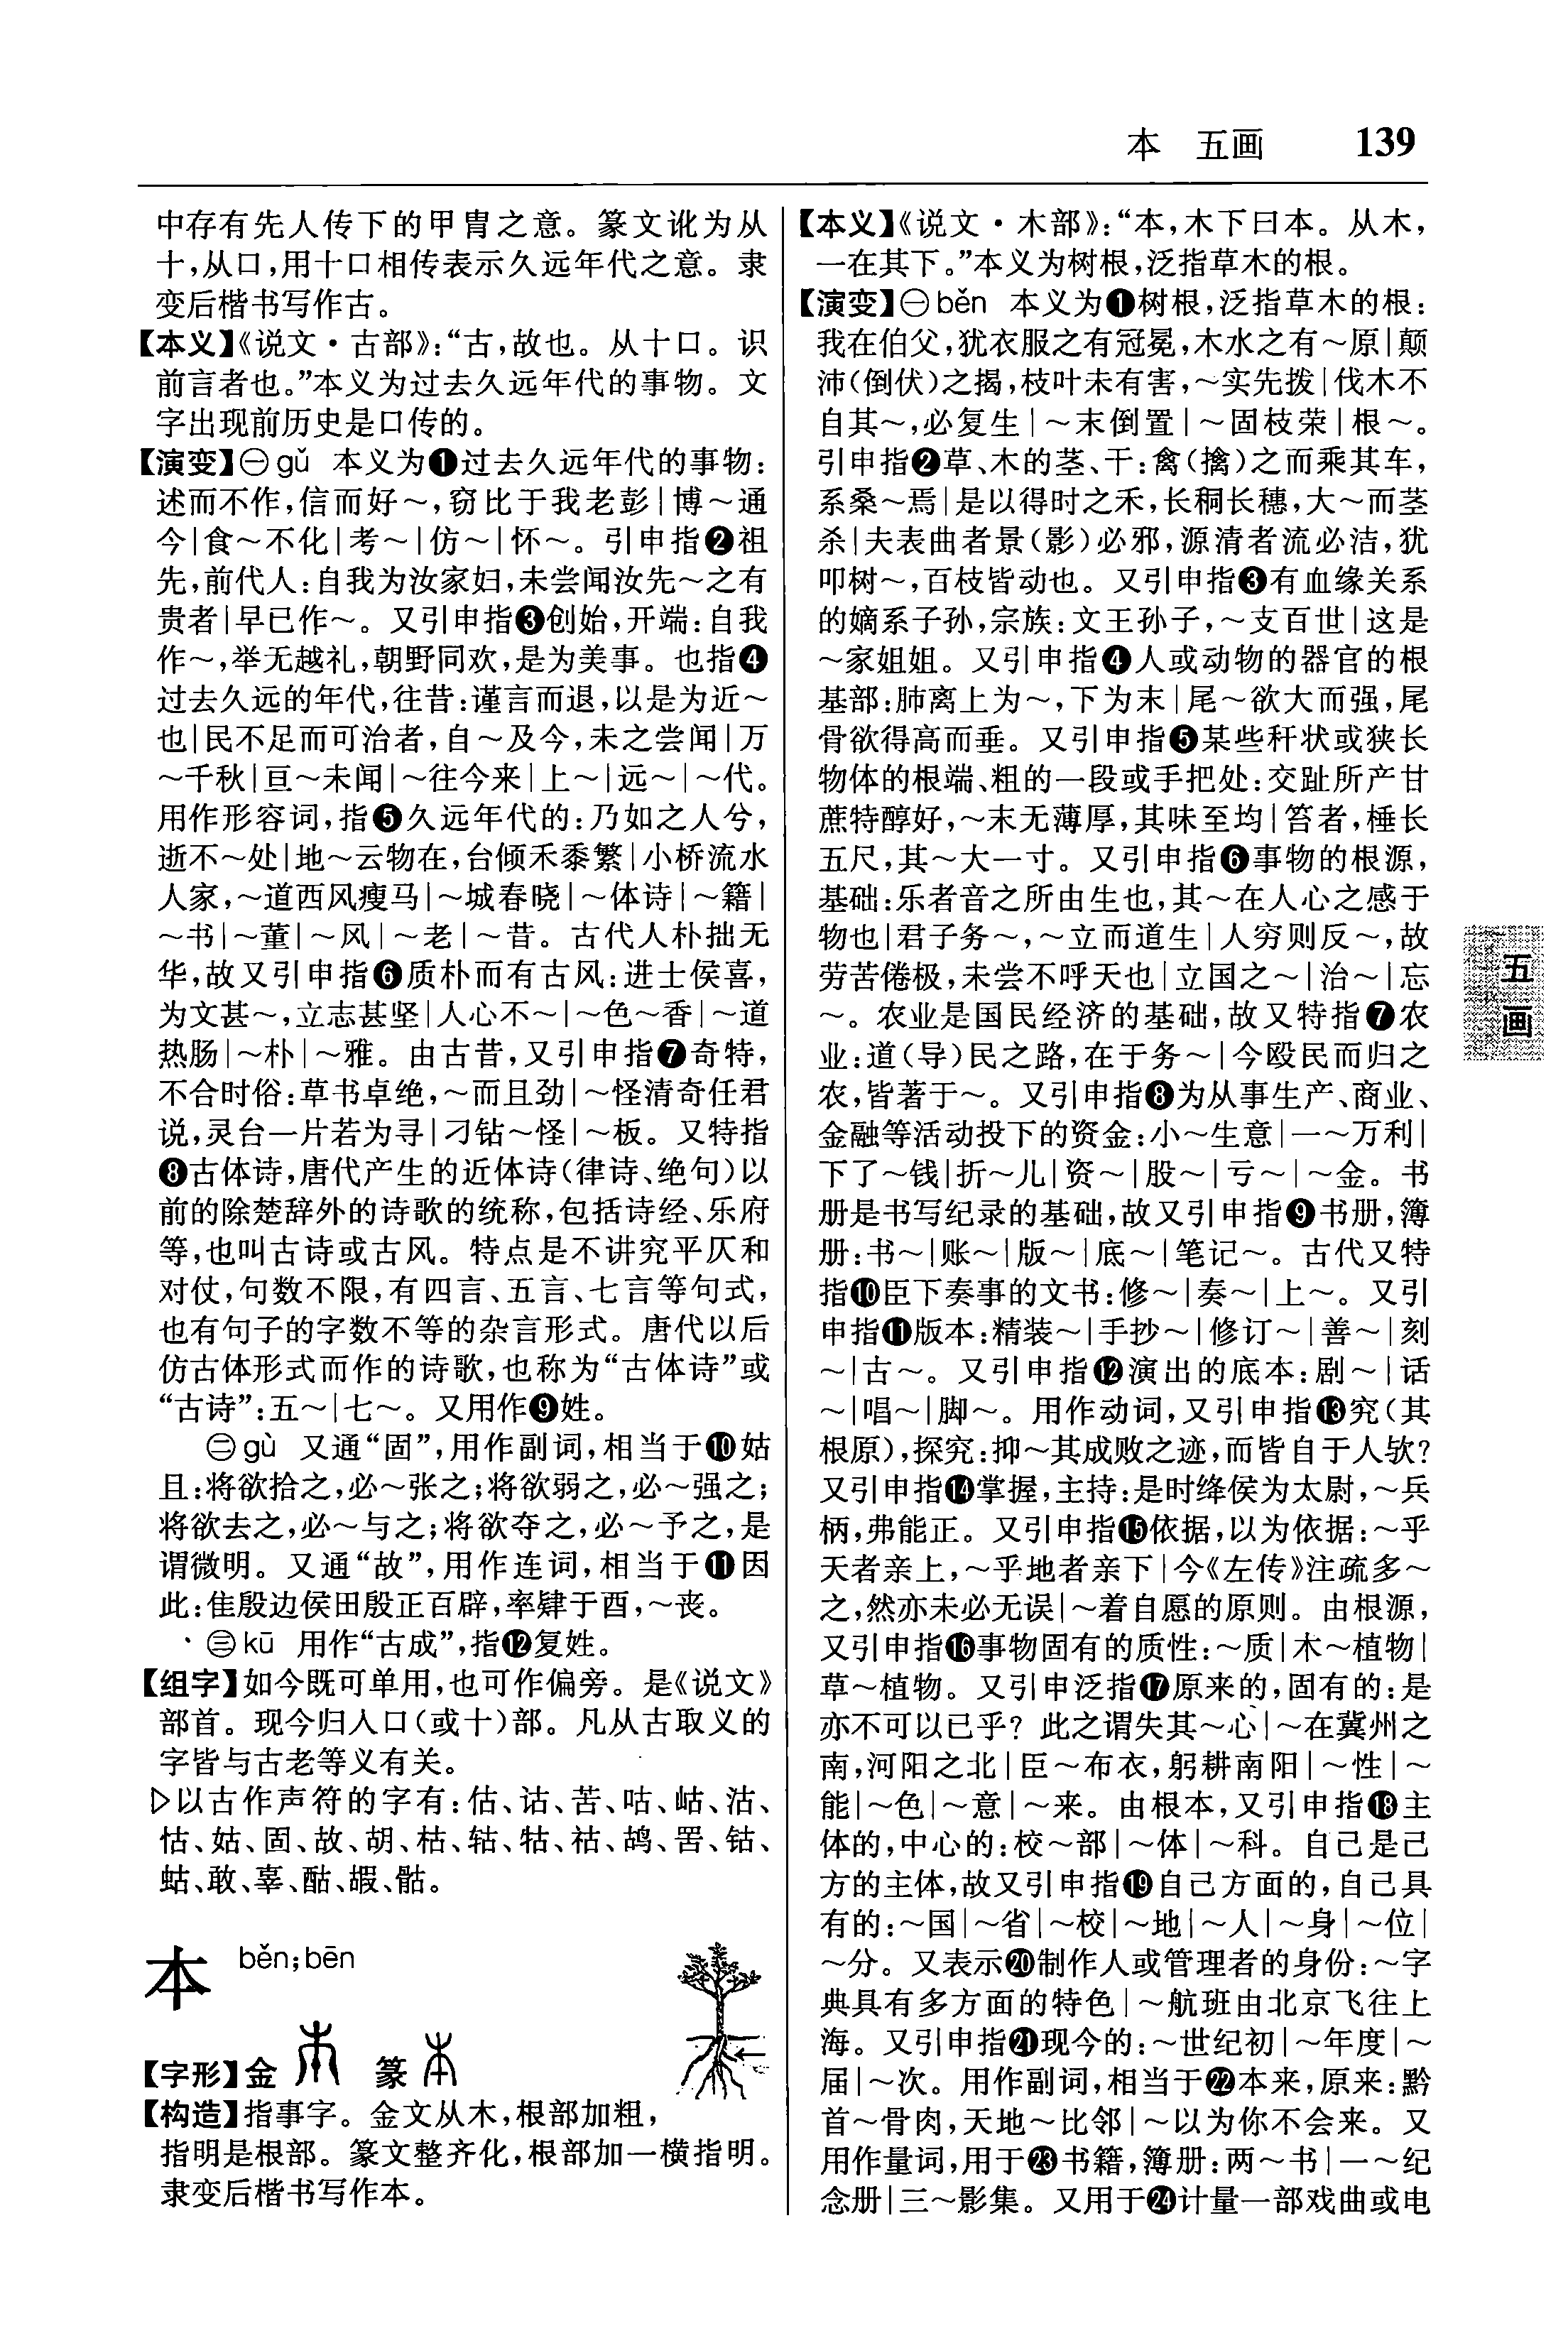 本　五画　139
中存有先人传下的甲胄之意。篆文讹为从
十,从口,用十口相传表示久远年代之意。隶
变后楷书写作古。
【本义】《说文·古部》:“古,故也。从十口。识
前言者也。”本义为过去久远年代的事物。文
字出现前历史是口传的。
【演变】㊀gǔ 本义为❶过去久远年代的事物:
述而不作,信而好～,窃比于我老彭|博～通
今|食～不化|考～|仿～|怀～。引申指❷祖
先,前代人:自我为汝家妇,未尝闻汝先～之有
贵者|早已作～。又引申指❸创始,开端:自我
作～,举无越礼,朝野同欢,是为美事。也指❹
过去久远的年代,往昔:谨言而退,以是为近～
也|民不足而可治者,自～及今,未之尝闻|万
～千秋|亘～未闻|～往今来|上～|远～|～代。
用作形容词,指❺久远年代的:乃如之人兮,
逝不～处|地～云物在,台倾禾黍繁|小桥流水
人家,～道西风瘦马|～城春晓|～体诗|～籍|
～书|～董|～风|～老|～昔。古代人朴拙无
华,故又引申指❻质朴而有古风:进士侯喜,
为文甚～,立志甚坚|人心不～|～色～香|～道
热肠|～朴|～雅。由古昔,又引申指❼奇特,
不合时俗:草书卓绝,～而且劲|～怪清奇任君
说,灵台一片若为寻|刁钻～怪|～板。又特指
❽古体诗,唐代产生的近体诗(律诗、绝句)以
前的除楚辞外的诗歌的统称,包括诗经、乐府
等,也叫古诗或古风。特点是不讲究平仄和
对仗,句数不限,有四言、五言、七言等句式,
也有句子的字数不等的杂言形式。唐代以后
仿古体形式而作的诗歌,也称为“古体诗”或
“古诗”:五～|七～。又用作❾姓。
㊁gù 又通“固”,用作副词,相当于❿姑
且:将欲拾之,必～张之;将欲弱之,必～强之;
将欲去之,必～与之;将欲夺之,必～予之,是
谓微明。又通“故”,用作连词,相当于⓫因
此:隹殷边侯田殷正百辟,率肄于酉,～丧。
㊂kū 用作“古成”,指⓬复姓。
【组字】如今既可单用,也可作偏旁。是《说文》
部首。现今归入口(或十)部。凡从古取义的
字皆与古老等义有关。
▷以古作声符的字有:估、诂、苦、咕、岵、沽、
怙、姑、固、故、胡、枯、轱、牯、祜、鸪、罟、钴、
蛄、敢、辜、酤、嘏、骷。
本 běn;bēn
【字形】金 篆
【构造】指事字。金文从木,根部加粗,
指明是根部。篆文整齐化,根部加一横指明。
隶变后楷书写作本。
【本义】《说文·木部》:“本,木下曰本。从木,
一在其下。”本义为树根,泛指草木的根。
【演变】㊀běn 本义为❶树根,泛指草木的根:
我在伯父,犹衣服之有冠冕,木水之有～原|颠
沛(倒伏)之揭,枝叶未有害,～实先拨|伐木不
自其～,必复生|～末倒置|～固枝荣|根～。
引申指❷草、木的茎、干:禽(擒)之而乘其车,
系桑～焉|是以得时之禾,长秱长穗,大～而茎
杀|夫表曲者景(影)必邪,源清者流必洁,犹
叩树～,百枝皆动也。又引申指❸有血缘关系
的嫡系子孙,宗族:文王孙子,～支百世|这是
～家姐姐。又引申指❹人或动物的器官的根
基部:肺离上为～,下为末|尾～欲大而强,尾
骨欲得高而垂。又引申指❺某些秆状或狭长
物体的根端、粗的一段或手把处:交趾所产甘
蔗特醇好,～末无薄厚,其味至均|笞者,棰长
五尺,其～大一寸。又引申指❻事物的根源,
基础:乐者音之所由生也,其～在人心之感于
物也|君子务～,～立而道生|人穷则反～,故
劳苦倦极,未尝不呼天也|立国之～|治～|忘
～。农业是国民经济的基础,故又特指❼农
业:道(导)民之路,在于务～|今殴民而归之
农,皆著于～。又引申指❽为从事生产、商业、
金融等活动投下的资金:小～生意|一～万利|
下了～钱|折～儿|资～|股～|亏～|～金。书
册是书写纪录的基础,故又引申指❾书册,簿
册:书～|账～|版～|底～|笔记～。古代又特
指❿臣下奏事的文书:修～|奏～|上～。又引
申指⓫版本:精装～|手抄～|修订～|善～|刻
～|古～。又引申指⓬演出的底本:剧～|话
～|唱～|脚～。用作动词,又引申指⓭究(其
根原),探究:抑～其成败之迹,而皆自于人欤?
又引申指⓮掌握,主持:是时绛侯为太尉,～兵
柄,弗能正。又引申指⓯依据,以为依据:～乎
天者亲上,～乎地者亲下|今《左传》注疏多～
之,然亦未必无误|～着自愿的原则。由根源,
又引申指⓰事物固有的质性:～质|木～植物|
草～植物。又引申泛指⓱原来的,固有的:是
亦不可以已乎? 此之谓失其～心|～在冀州之
南,河阳之北|臣～布衣,躬耕南阳|～性|～
能|～色|～意|～来。由根本,又引申指⓲主
体的,中心的:校～部|～体|～科。自己是己
方的主体,故又引申指⓳自己方面的,自己具
有的:～国|～省|～校|～地|～人|～身|～位|
～分。又表示⓴制作人或管理者的身份:～字
典具有多方面的特色|～航班由北京飞往上
海。又引申指㉑现今的:～世纪初|～年度|～
届|～次。用作副词,相当于㉒本来,原来:黔
首～骨肉,天地～比邻|～以为你不会来。又
用作量词,用于㉓书籍,簿册:两～书|一～纪
念册|三～影集。又用于㉔计量一部戏曲或电
五画